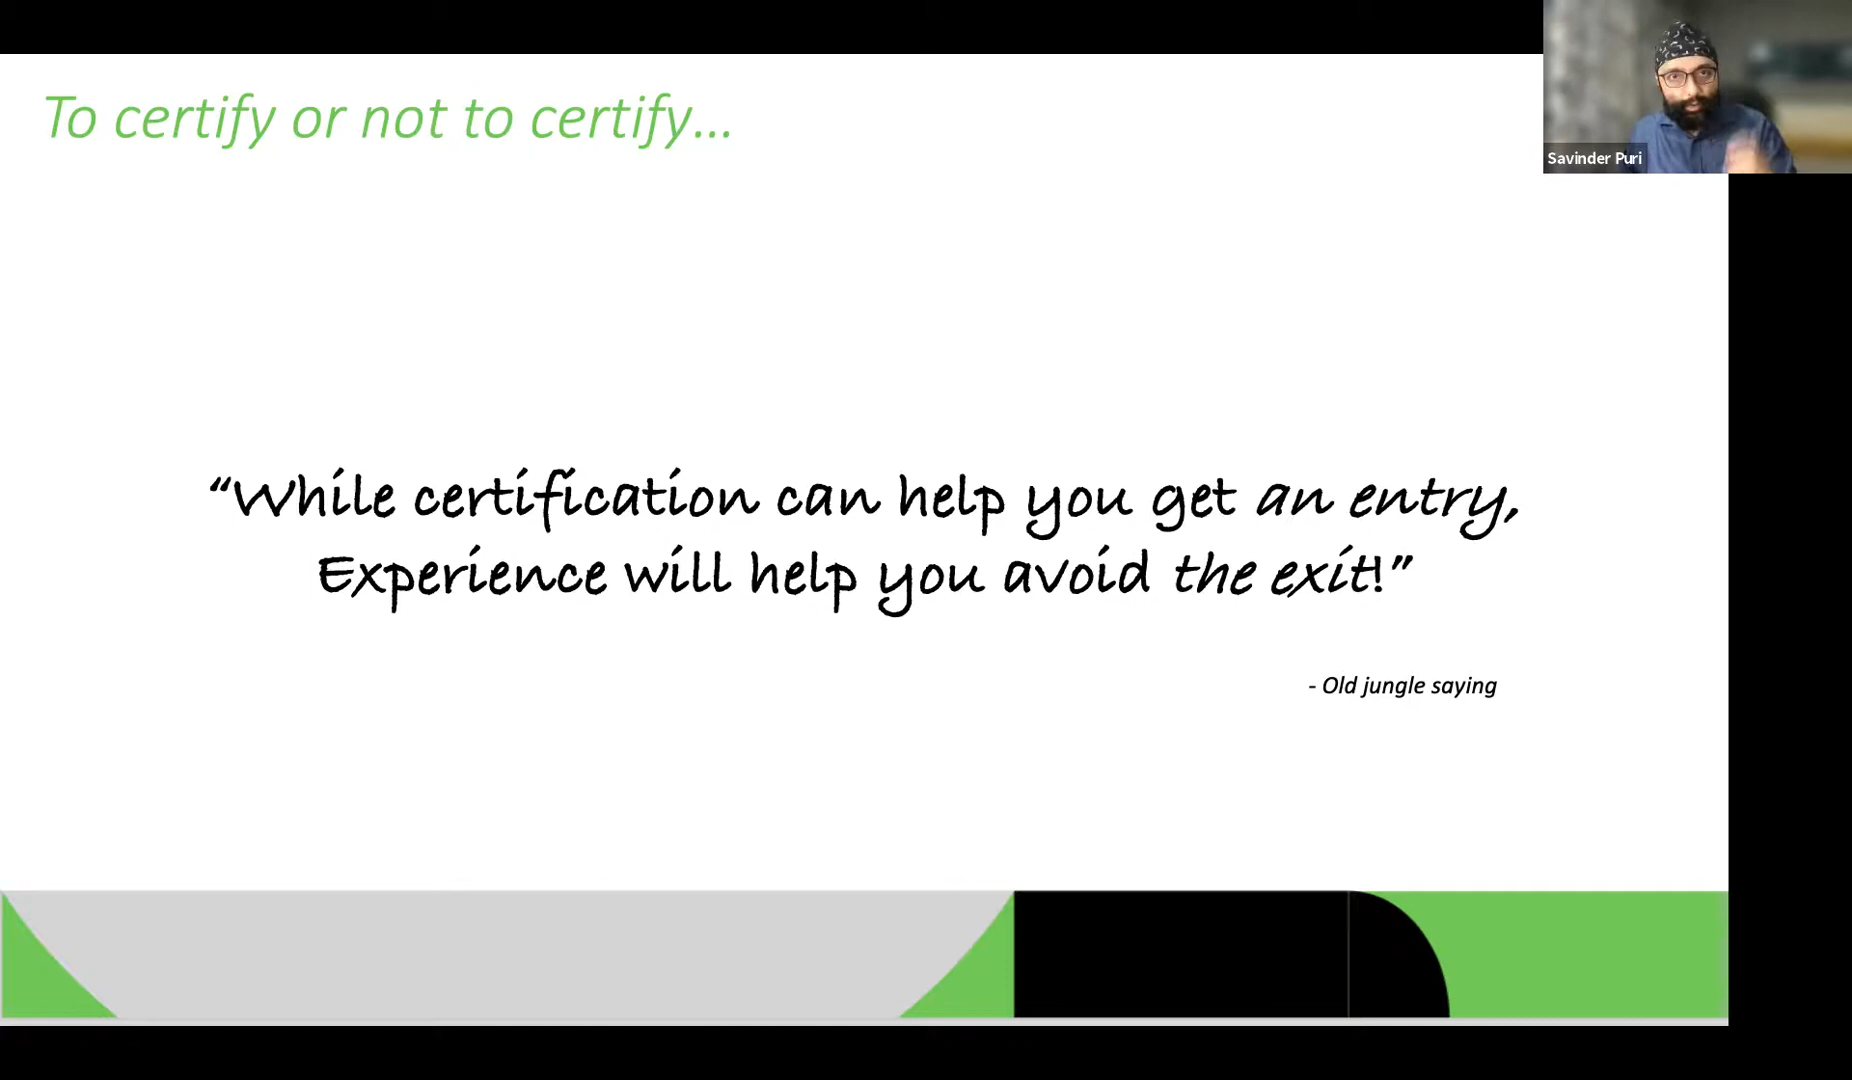 To certify or not to certify...
Savinder Puri
“While certification can help you get an entry,
Experience will help you avoid the exit!”
- Old jungle saying